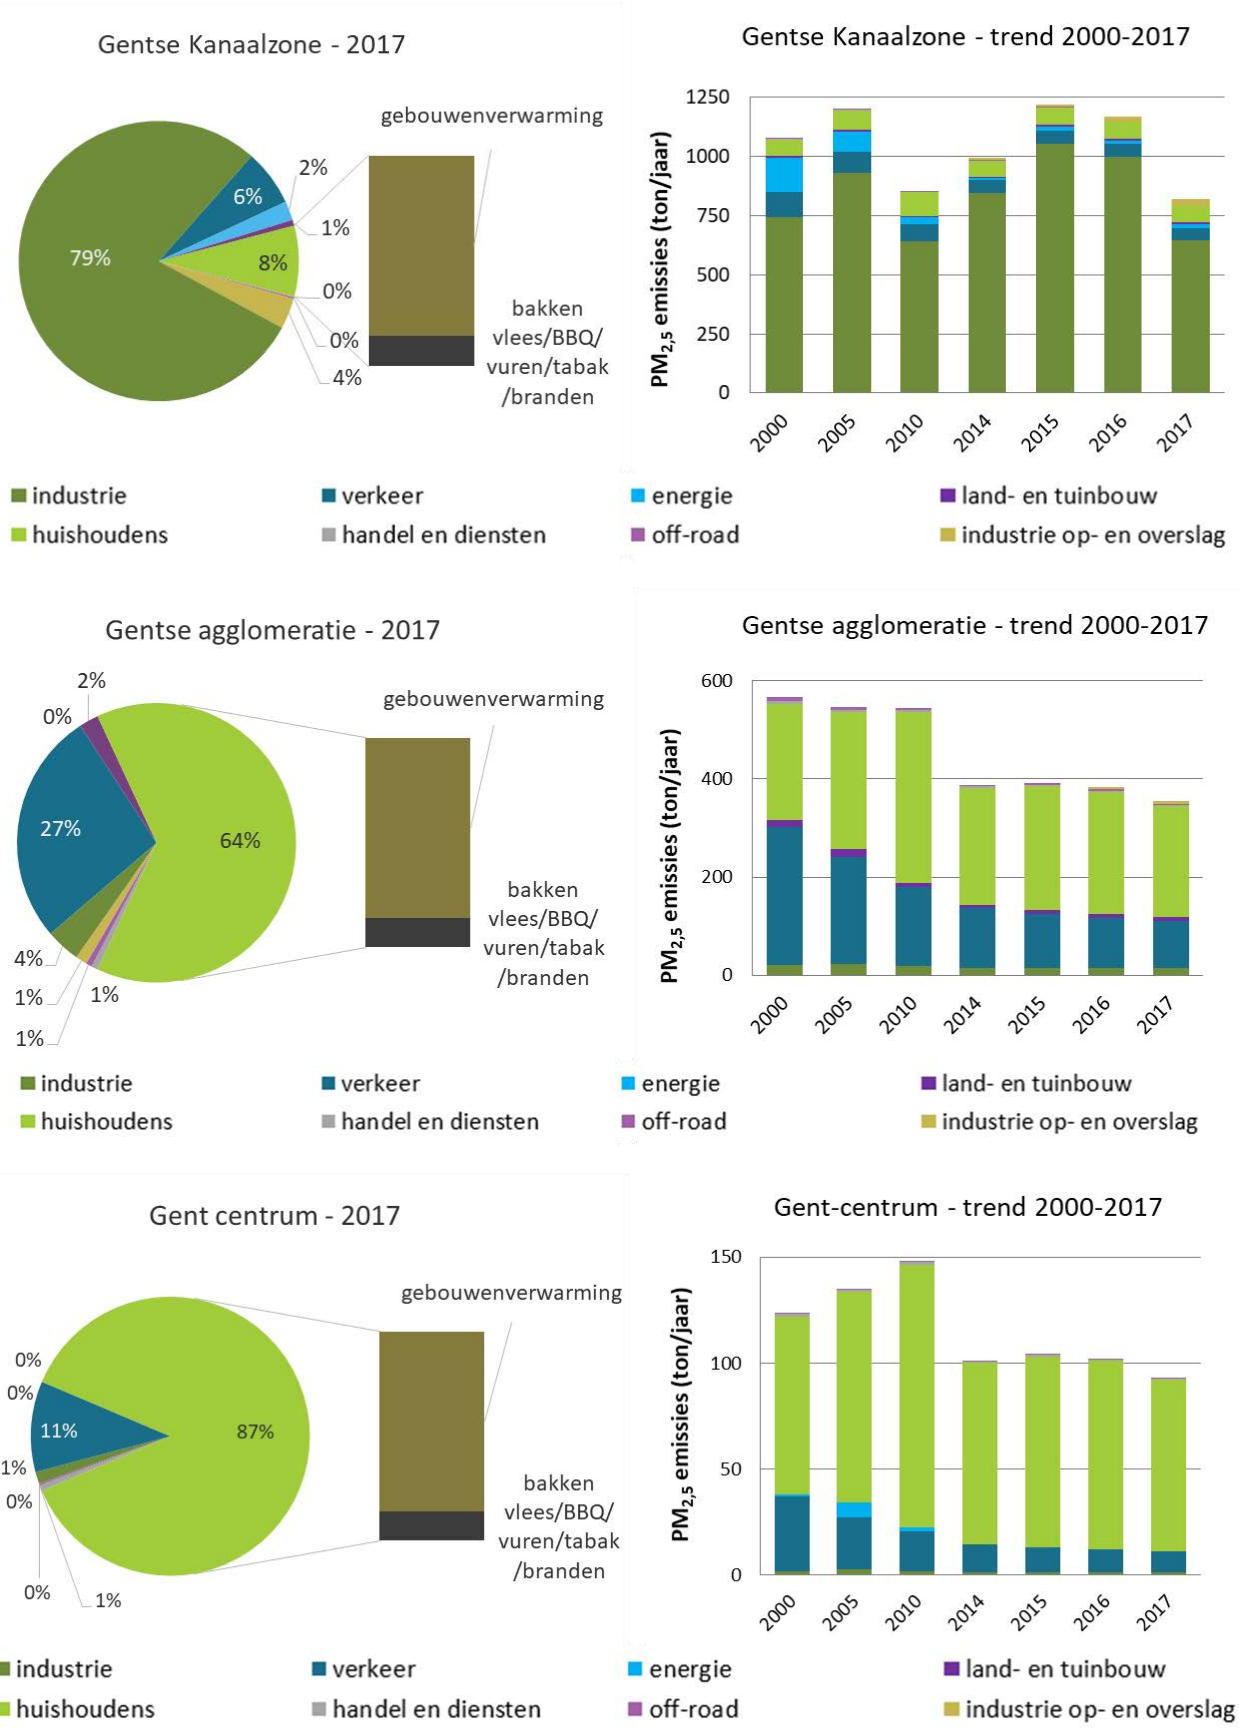 Gentse Kanaalzone - 2017
gebouwenverwarming
2%
6%
1%
79%
8%
0%
0%
4%
bakken
vlees/BBQ/
vuren/tabak
/branden
Gentse Kanaalzone - trend 2000-2017
PM2,5 emissies (ton/jaar)
1250
1000
750
500
250
0
2000
2005
2010
2014
2015
2016
2017
industrie
verkeer
energie
land- en tuinbouw
huishoudens
handel en diensten
off-road
industrie op- en overslag
Gentse agglomeratie - 2017
gebouwenverwarming
2%
0%
27%
64%
4%
1%
1%
1%
bakken
vlees/BBQ/
vuren/tabak
/branden
Gentse agglomeratie - trend 2000-2017
PM2,5 emissies (ton/jaar)
600
400
200
0
2000
2005
2010
2014
2015
2016
2017
industrie
verkeer
energie
land- en tuinbouw
huishoudens
handel en diensten
off-road
industrie op- en overslag
Gent centrum - 2017
gebouwenverwarming
0%
0%
11%
87%
1%
0%
0%
1%
bakken
vlees/BBQ/
vuren/tabak
/branden
Gent-centrum - trend 2000-2017
PM2,5 emissies (ton/jaar)
150
100
50
0
2000
2005
2010
2014
2015
2016
2017
industrie
verkeer
energie
land- en tuinbouw
huishoudens
handel en diensten
off-road
industrie op- en overslag